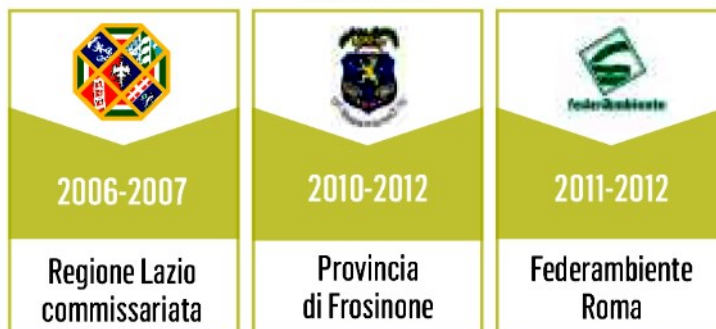 federambiente
2006-2007
2010-2012
2011-2012
Regione Lazio
commissariata
Provincia
di Frosinone
Federambiente
Roma